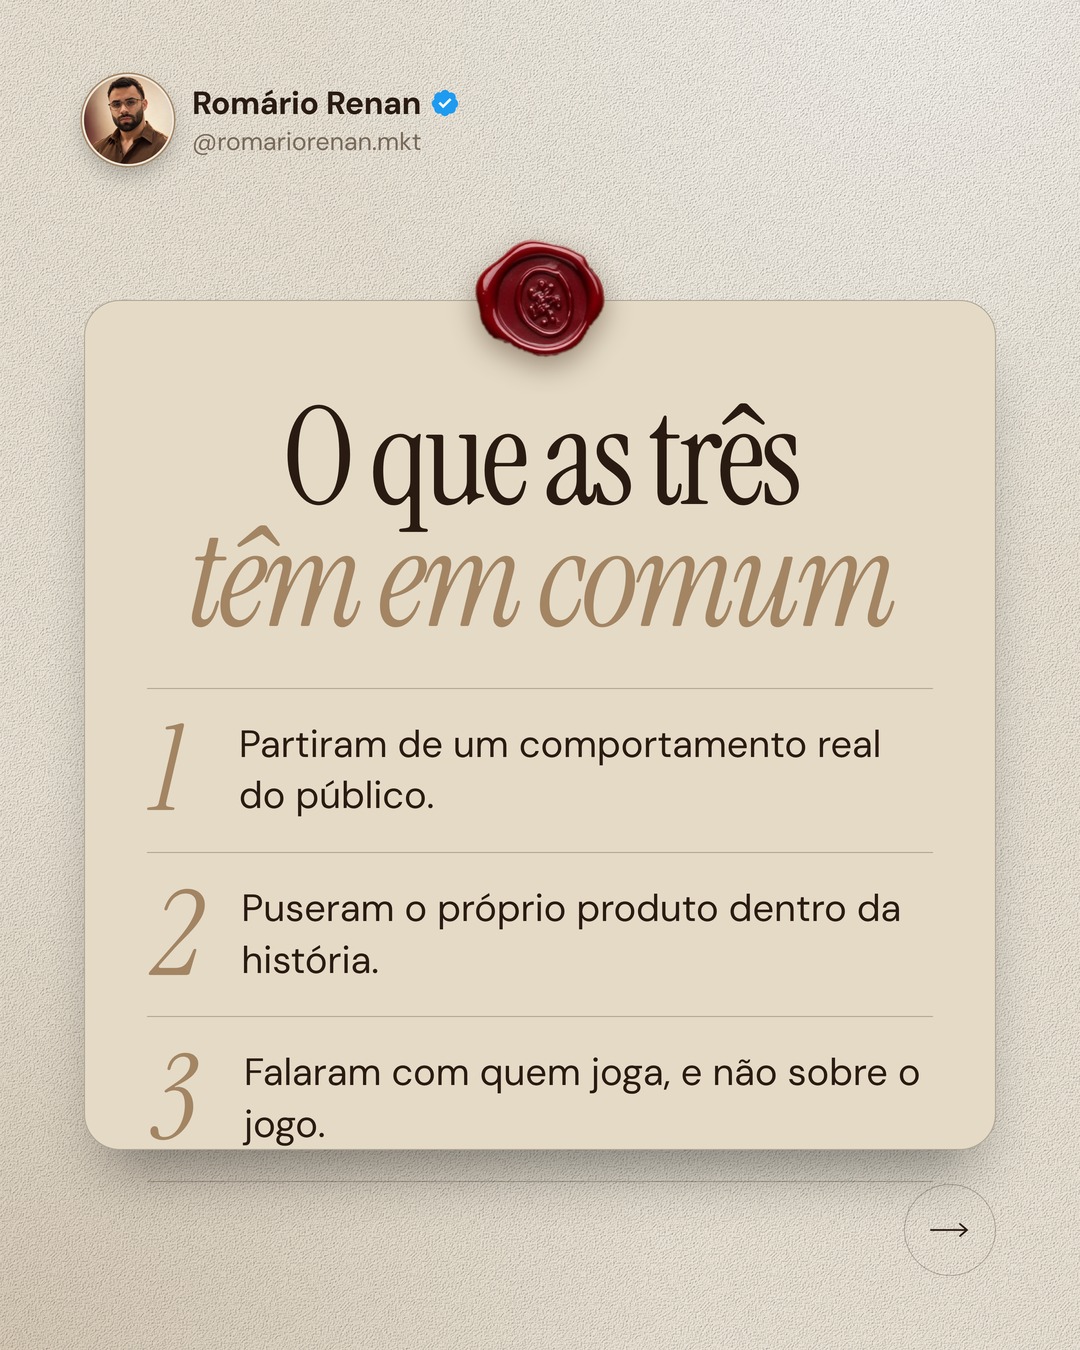 Romário Renan
@romariorenan.mkt
O que as três
têm em comum
1 Partiram de um comportamento real
do público.
2 Puseram o próprio produto dentro da
história.
3 Falaram com quem joga, e não sobre o
jogo.